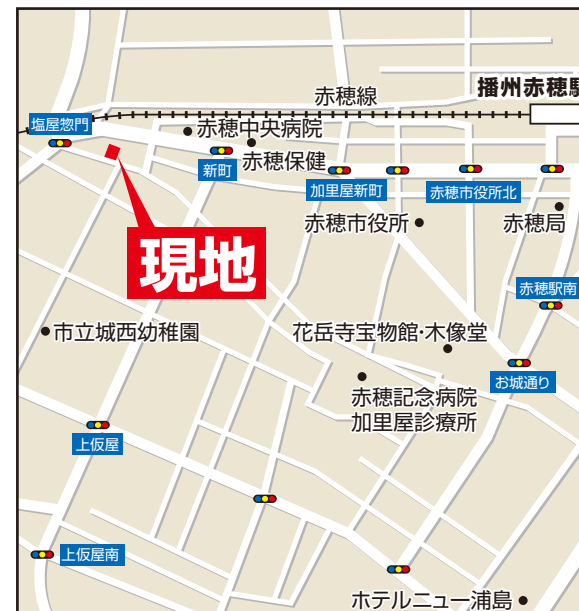 播州赤穂駅
赤穂線
塩屋惣門
赤穂中央病院
新町
赤穂保健
加里屋新町
赤穂市役所北
赤穂市役所
赤穂局
現地
赤穂駅南
市立城西幼稚園
花岳寺宝物館・木像堂
お城通り
赤穂記念病院
加里屋診療所
上仮屋
上仮屋南
ホテルニュー浦島